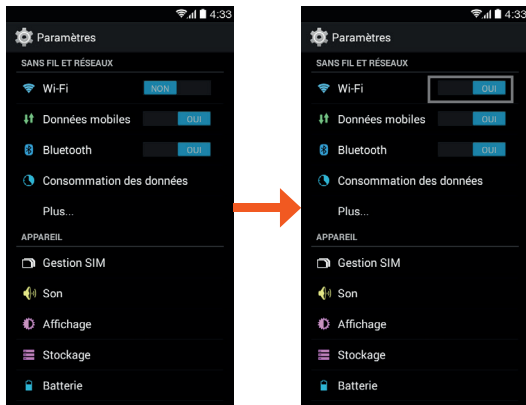 4:33
Paramètres
SANS FIL ET RÉSEAUX
Wi-Fi NON
Données mobiles OUI
Bluetooth OUI
Consommation des données
Plus...
APPAREIL
Gestion SIM
Son
Affichage
Stockage
Batterie
4:33
Paramètres
SANS FIL ET RÉSEAUX
Wi-Fi OUI
Données mobiles OUI
Bluetooth OUI
Consommation des données
Plus...
APPAREIL
Gestion SIM
Son
Affichage
Stockage
Batterie